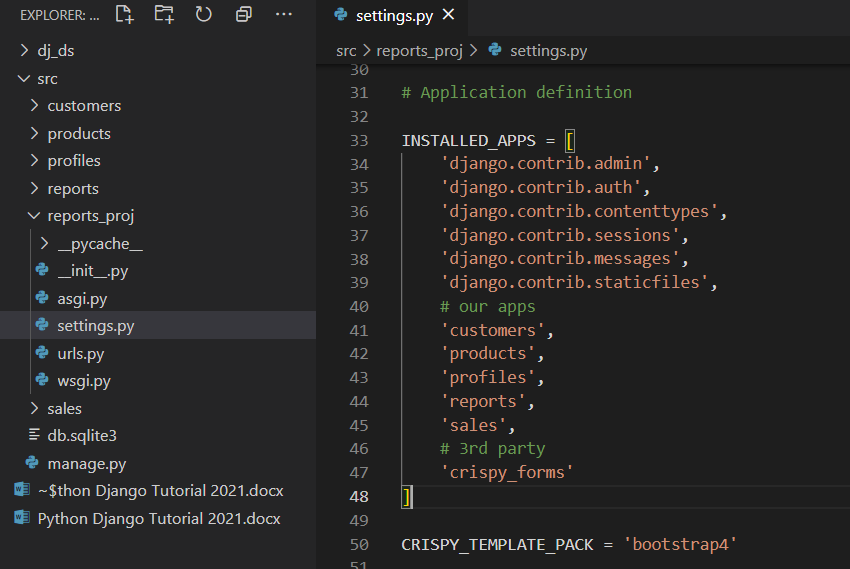 EXPLORER: ...
dj_ds
src
customers
products
profiles
reports
reports_proj
__pycache__
__init__.py
asgi.py
settings.py
urls.py
wsgi.py
sales
db.sqlite3
manage.py
~$thon Django Tutorial 2021.docx
Python Django Tutorial 2021.docx
settings.py
src > reports_proj > settings.py
30
31 # Application definition
32
33 INSTALLED_APPS = [
34 'django.contrib.admin',
35 'django.contrib.auth',
36 'django.contrib.contenttypes',
37 'django.contrib.sessions',
38 'django.contrib.messages',
39 'django.contrib.staticfiles',
40 # our apps
41 'customers',
42 'products',
43 'profiles',
44 'reports',
45 'sales',
46 # 3rd party
47 'crispy_forms'
48 ]
49
50 CRISPY_TEMPLATE_PACK = 'bootstrap4'
51